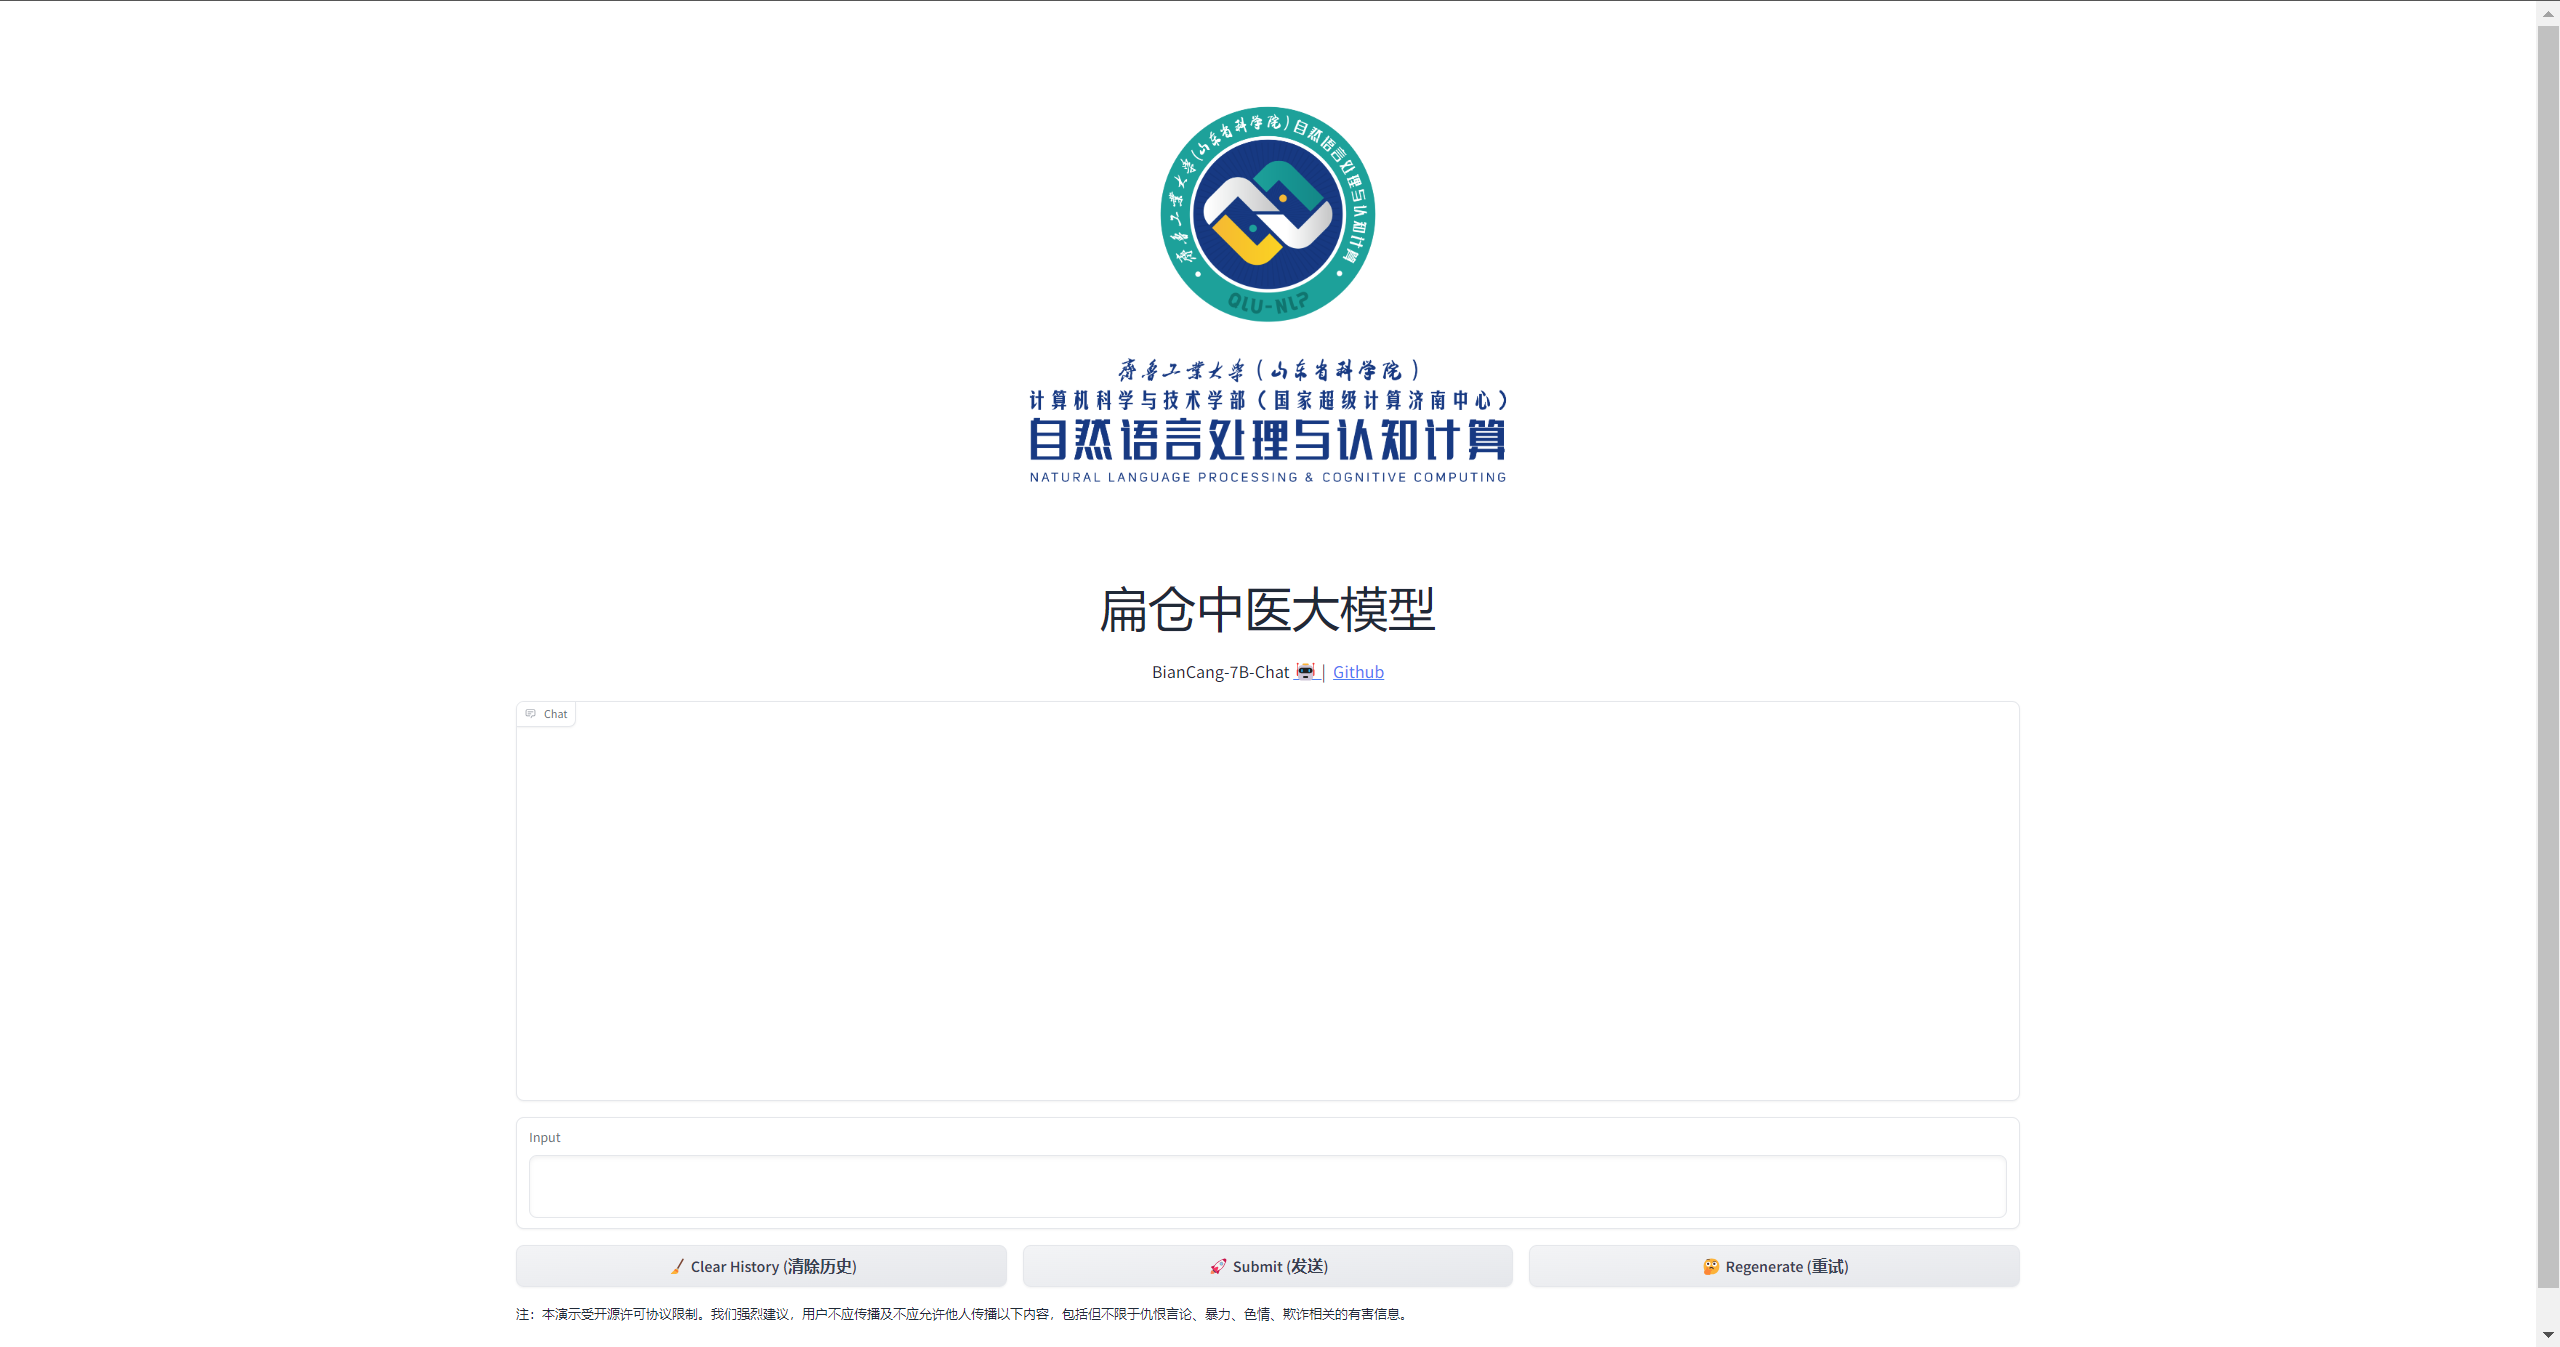 齐鲁工业大学(山东省科学院)自然语言处理与认知计算
QLU-NLP
齐鲁工业大学(山东省科学院)
计算机科学与技术学部(国家超级计算济南中心)
自然语言处理与认知计算
NATURAL LANGUAGE PROCESSING & COGNITIVE COMPUTING
扁仓中医大模型
BianCang-7B-Chat 🤖 | Github
Chat
Input
🧹 Clear History (清除历史)
🚀 Submit (发送)
🤔 Regenerate (重试)
注：本演示受开源许可协议限制。我们强烈建议，用户不应传播及不应允许他人传播以下内容，包括但不限于仇恨言论、暴力、色情、欺诈相关的有害信息。